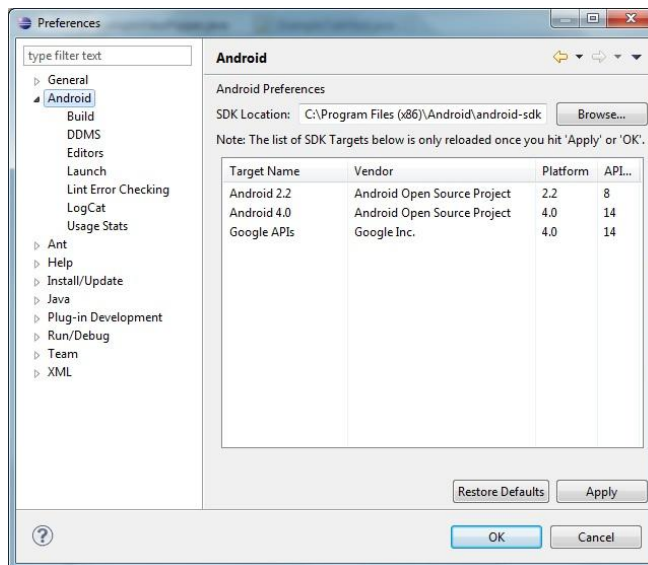 Preferences
type filter text
General
Android
Build
DDMS
Editors
Launch
Lint Error Checking
LogCat
Usage Stats
Ant
Help
Install/Update
Java
Plug-in Development
Run/Debug
Team
XML
Android
Android Preferences
SDK Location: C:\Program Files (x86)\Android\android-sdk Browse...
Note: The list of SDK Targets below is only reloaded once you hit 'Apply' or 'OK'.
Target Name Vendor Platform API...
Android 2.2 Android Open Source Project 2.2 8
Android 4.0 Android Open Source Project 4.0 14
Google APIs Google Inc. 4.0 14
Restore Defaults Apply
? OK Cancel